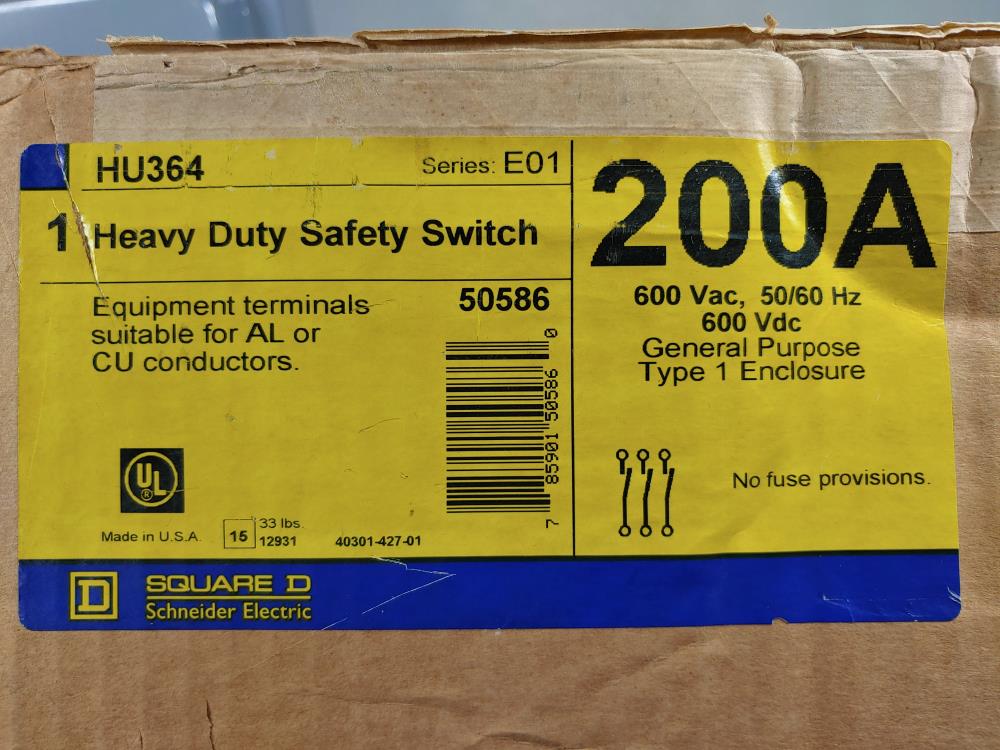 HU364
Series: E01
1 Heavy Duty Safety Switch
Equipment terminals
suitable for AL or
CU conductors.
50586
7 85901 50586 0
UL
®
Made in U.S.A.
15
33 lbs.
12931
40301-427-01
200A
600 Vac, 50/60 Hz
600 Vdc
General Purpose
Type 1 Enclosure
No fuse provisions.
D
SQUARE D
Schneider Electric